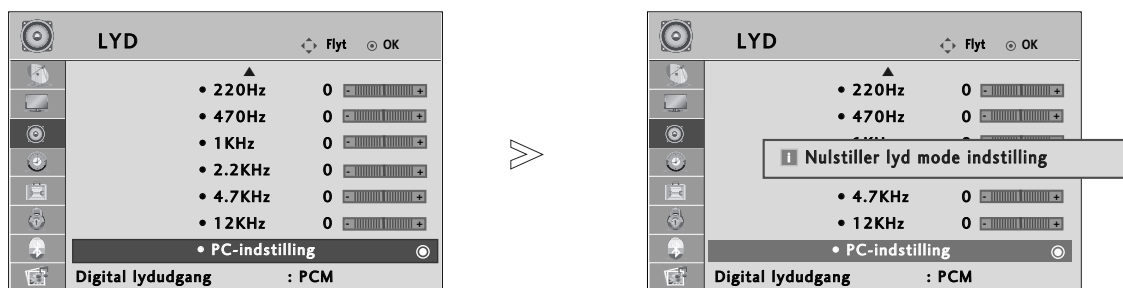 LYD Flyt OK
• 220Hz 0 - +
• 470Hz 0 - +
• 1KHz 0 - +
• 2.2KHz 0 - +
• 4.7KHz 0 - +
• 12KHz 0 - +
• PC-indstilling
Digital lydudgang : PCM
LYD Flyt OK
• 220Hz 0 - +
• 470Hz 0 - +
i Nulstiller lyd mode indstilling
• 4.7KHz 0 - +
• 12KHz 0 - +
• PC-indstilling
Digital lydudgang : PCM